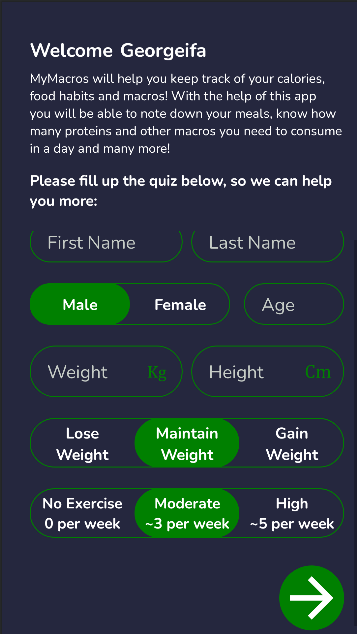 Welcome Georgeifa
MyMacros will help you keep track of your calories,
food habits and macros! With the help of this app
you will be able to note down your meals, know how
many proteins and other macros you need to consume
in a day and many more!
Please fill up the quiz below, so we can help
you more:
First Name Last Name
Male Female Age
Weight Kg Height Cm
Lose Weight
Maintain Weight
Gain Weight
No Exercise
0 per week
Moderate
~3 per week
High
~5 per week